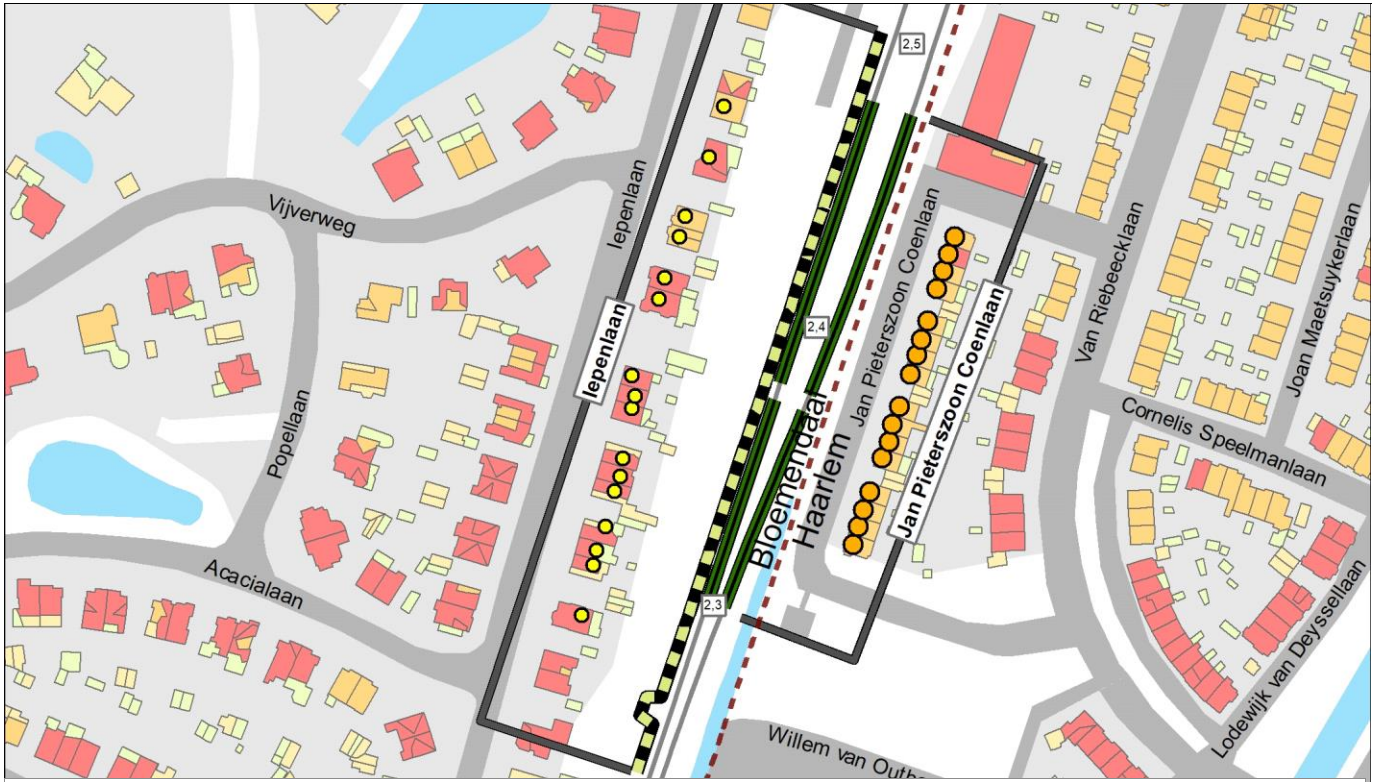 2,5
Vijverweg
Iepenlaan
Iepenlaan
2,4
Jan Pieterszoon Coenlaan
Jan Pieterszoon Coenlaan
Van Riebeecklaan
Joan Maetsuykerlaan
Cornelis Speelmanlaan
Popellaan
Bloemendaal
Haarlem
Acacialaan
2,3
Lodewijk van Deyssellaan
Willem van Outho